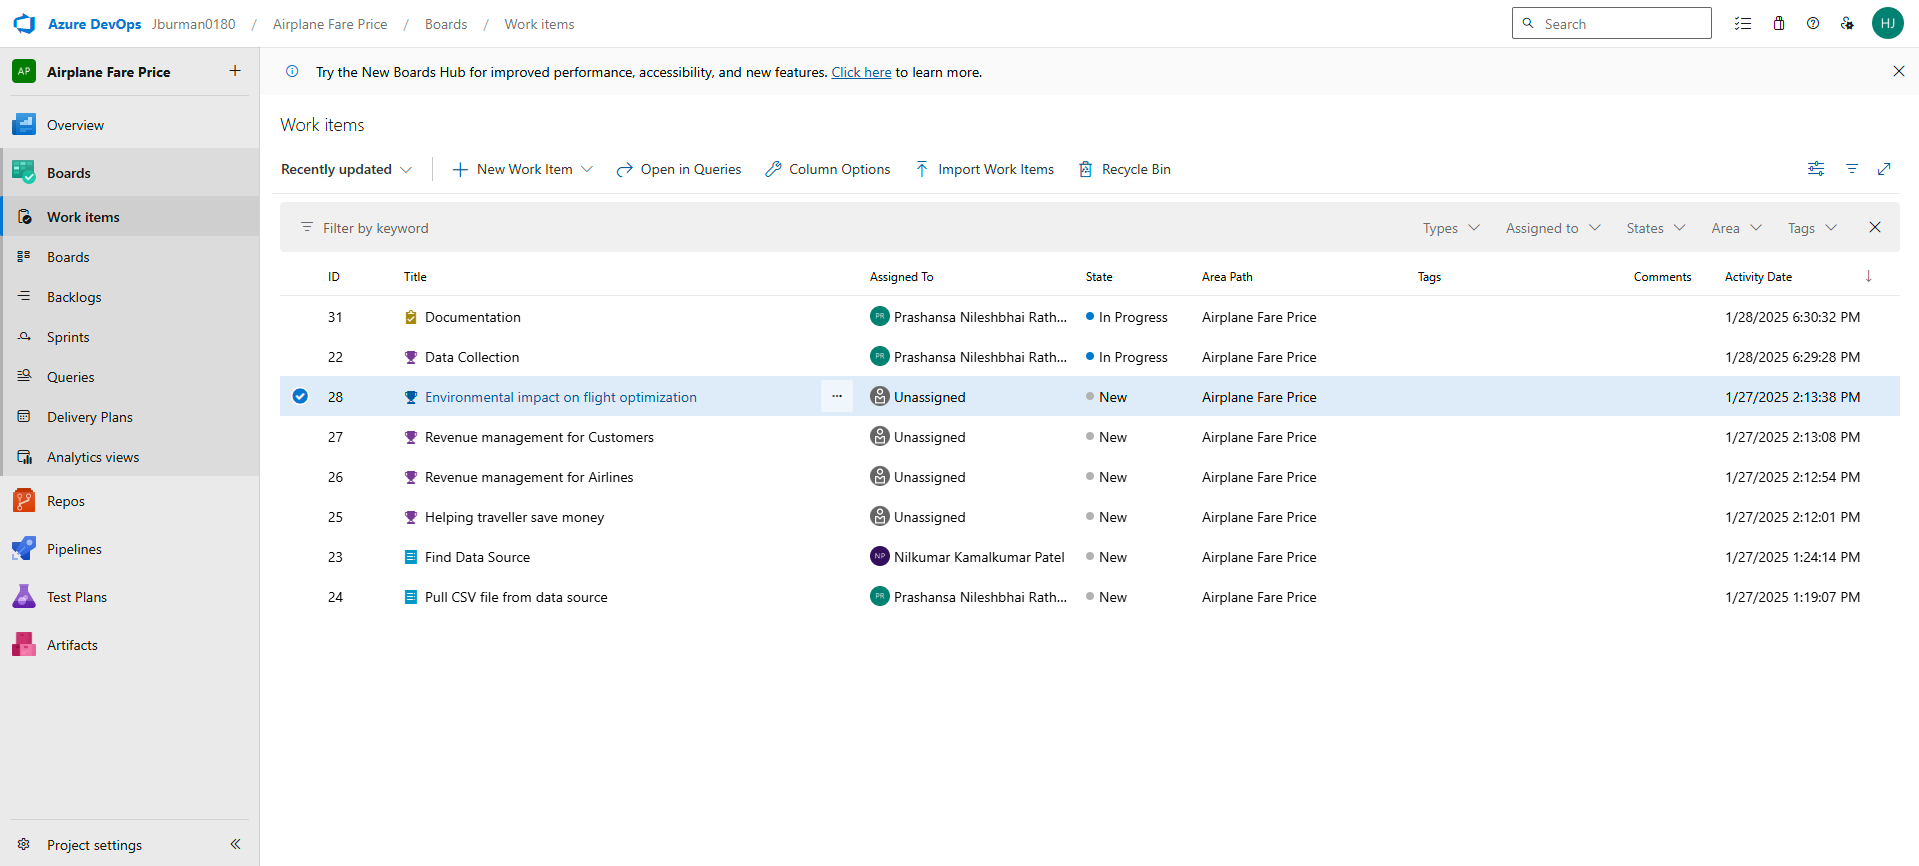 Azure DevOps Jburman0180 / Airplane Fare Price / Boards / Work items Search HJ
AP Airplane Fare Price
Try the New Boards Hub for improved performance, accessibility, and new features. Click here to learn more.
Overview
Boards
Work items
Boards
Backlogs
Sprints
Queries
Delivery Plans
Analytics views
Repos
Pipelines
Test Plans
Artifacts
Project settings
Work items
Recently updated New Work Item Open in Queries Column Options Import Work Items Recycle Bin
Filter by keyword Types Assigned to States Area Tags
ID Title Assigned To State Area Path Tags Comments Activity Date
31 Documentation PR Prashansa Nileshbhai Rath... In Progress Airplane Fare Price 1/28/2025 6:30:32 PM
22 Data Collection PR Prashansa Nileshbhai Rath... In Progress Airplane Fare Price 1/28/2025 6:29:28 PM
28 Environmental impact on flight optimization ... Unassigned New Airplane Fare Price 1/27/2025 2:13:38 PM
27 Revenue management for Customers Unassigned New Airplane Fare Price 1/27/2025 2:13:08 PM
26 Revenue management for Airlines Unassigned New Airplane Fare Price 1/27/2025 2:12:54 PM
25 Helping traveller save money Unassigned New Airplane Fare Price 1/27/2025 2:12:01 PM
23 Find Data Source NP Nilkumar Kamalkumar Patel New Airplane Fare Price 1/27/2025 1:24:14 PM
24 Pull CSV file from data source PR Prashansa Nileshbhai Rath... New Airplane Fare Price 1/27/2025 1:19:07 PM